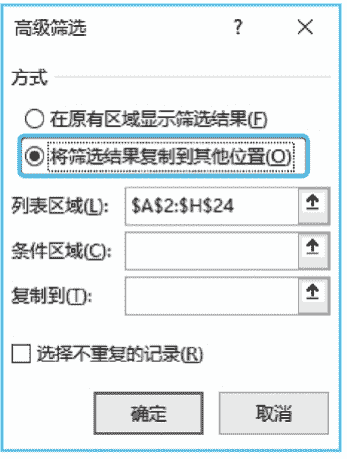 高级筛选 ? ×
方式
在原有区域显示筛选结果(F)
将筛选结果复制到其他位置(O)
列表区域(L): $A$2:$H$24
条件区域(C):
复制到(T):
选择不重复的记录(R)
确定 取消